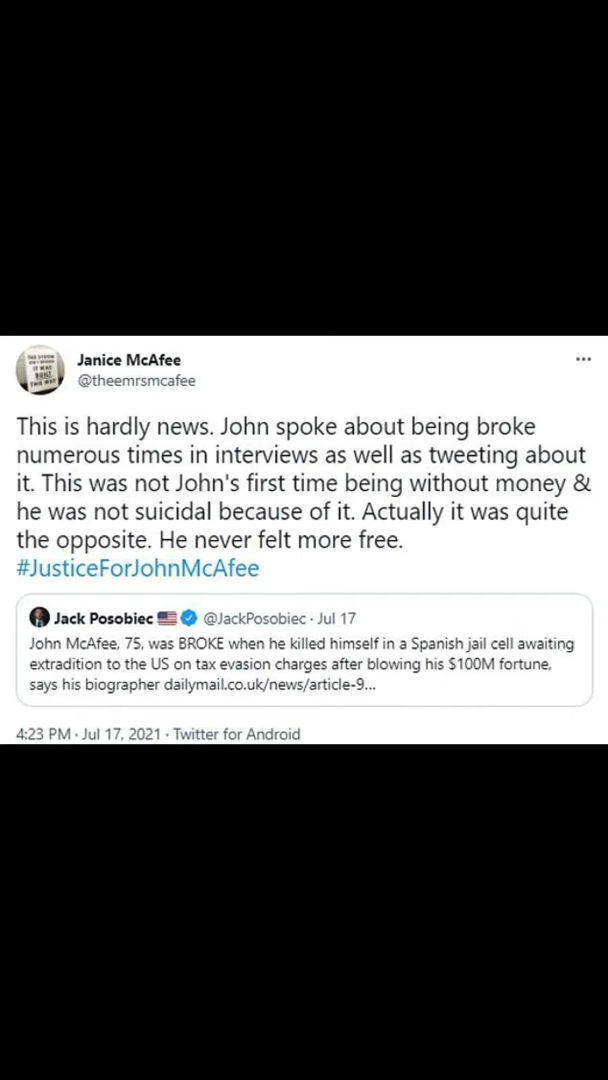 Janice McAfee
@theemrsmcafee
This is hardly news. John spoke about being broke
numerous times in interviews as well as tweeting about
it. This was not John's first time being without money &
he was not suicidal because of it. Actually it was quite
the opposite. He never felt more free.
#JusticeForJohnMcAfee
Jack Posobiec 🇺🇸 @JackPosobiec · Jul 17
John McAfee, 75, was BROKE when he killed himself in a Spanish jail cell awaiting
extradition to the US on tax evasion charges after blowing his $100M fortune,
says his biographer dailymail.co.uk/news/article-9...
4:23 PM · Jul 17, 2021 · Twitter for Android